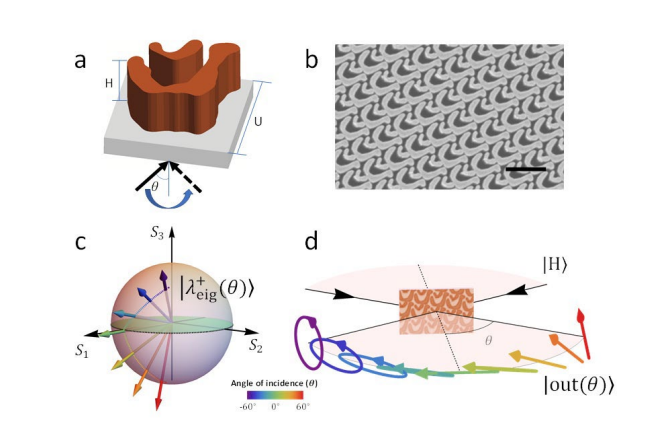 a
b
H
U
θ
c
d
S₃
|λ⁺eig(θ)⟩
S₁
S₂
Angle of incidence (θ)
-60° 0° 60°
|H⟩
θ
|out(θ)⟩